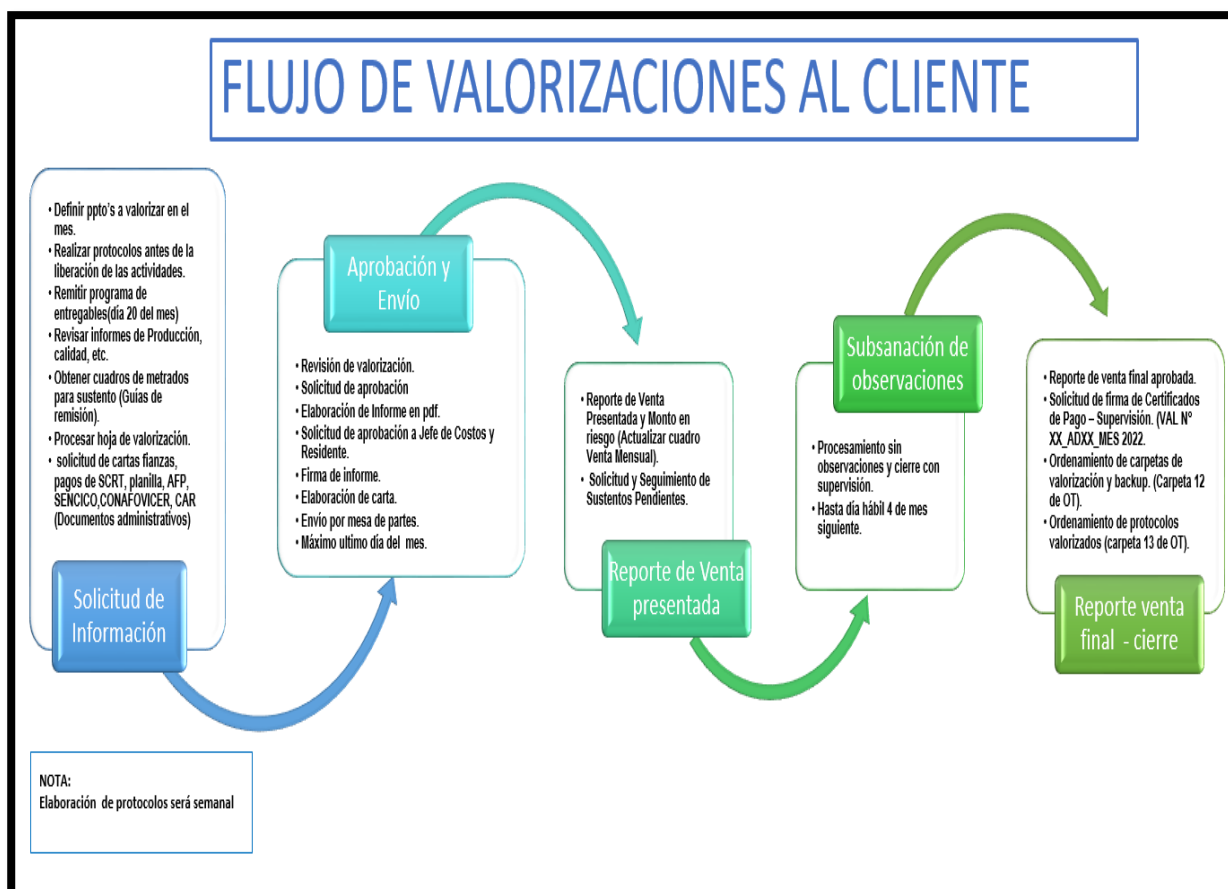 FLUJO DE VALORIZACIONES AL CLIENTE
• Definir ppto's a valorizar en el
mes.
• Realizar protocolos antes de la
liberación de las actividades.
• Remitir programa de
entregables(día 20 del mes)
• Revisar informes de Producción,
calidad, etc.
• Obtener cuadros de metrados
para sustento (Guías de
remisión).
• Procesar hoja de valorización.
• solicitud de cartas fianzas,
pagos de SCRT, planilla, AFP,
SENCICO,CONAFOVICER, CAR
(Documentos administrativos)
Solicitud de
Información
Aprobación y
Envío
• Revisión de valorización.
• Solicitud de aprobación
• Elaboración de Informe en pdf.
• Solicitud de aprobación a Jefe de Costos y
Residente.
• Firma de informe.
• Elaboración de carta.
• Envío por mesa de partes.
• Máximo ultimo día del mes.
• Reporte de Venta
Presentada y Monto en
riesgo (Actualizar cuadro
Venta Mensual).
• Solicitud y Seguimiento de
Sustentos Pendientes.
Reporte de Venta
presentada
Subsanación de
observaciones
• Procesamiento sin
observaciones y cierre con
supervisión.
• Hasta día hábil 4 de mes
siguiente.
• Reporte de venta final aprobada.
• Solicitud de firma de Certificados
de Pago – Supervisión. (VAL Nº
XX_ADXX_MES 2022.
• Ordenamiento de carpetas de
valorización y backup. (Carpeta 12
de OT).
• Ordenamiento de protocolos
valorizados (carpeta 13 de OT).
Reporte venta
final - cierre
NOTA:
Elaboración de protocolos será semanal